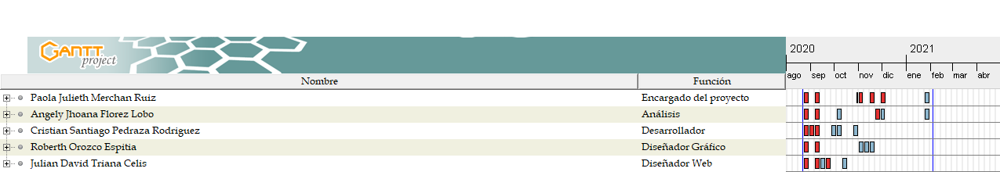 GANTT
project
2020 2021
Nombre Función ago sep oct nov dic ene feb mar abr
Paola Julieth Merchan Ruiz Encargado del proyecto
Angely Jhoana Florez Lobo Análisis
Cristian Santiago Pedraza Rodriguez Desarrollador
Roberth Orozco Espitia Diseñador Gráfico
Julian David Triana Celis Diseñador Web